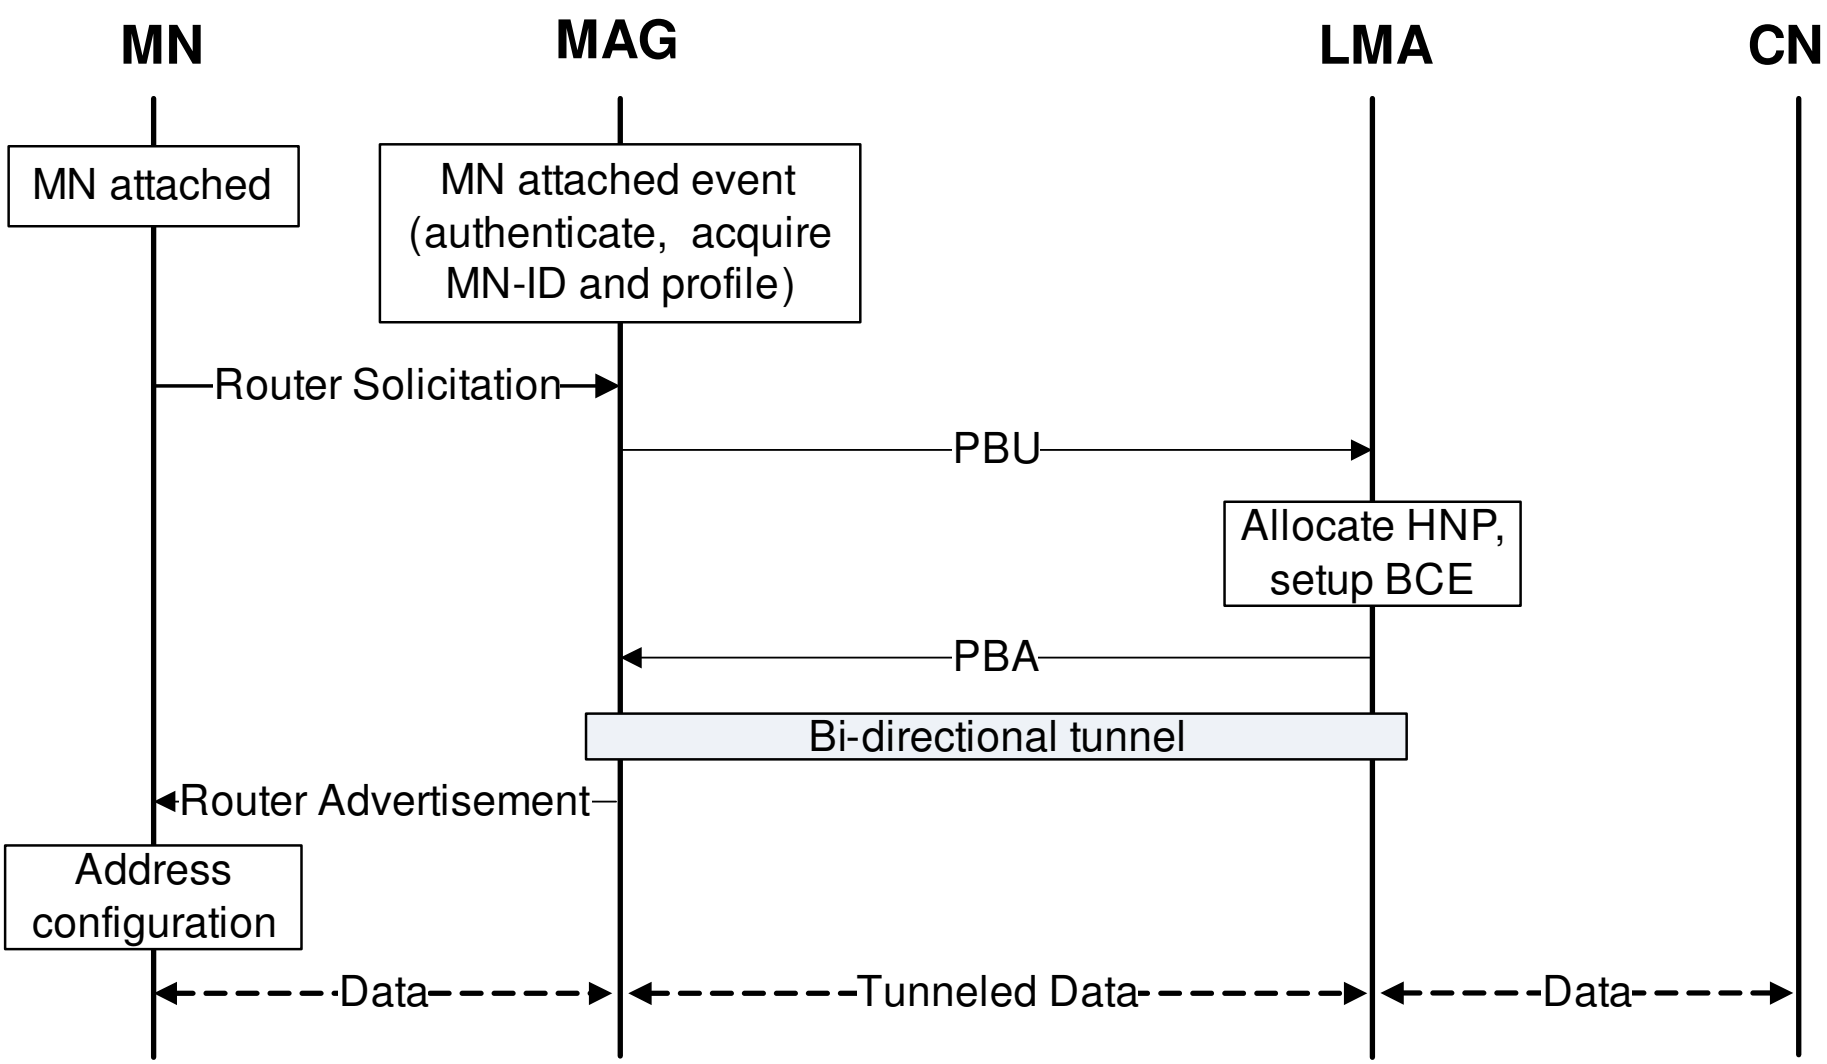 MN
MAG
LMA
CN
MN attached
MN attached event
(authenticate, acquire
MN-ID and profile)
Router Solicitation
PBU
Allocate HNP,
setup BCE
PBA
Bi-directional tunnel
Router Advertisement
Address
configuration
Data
Tunneled Data
Data